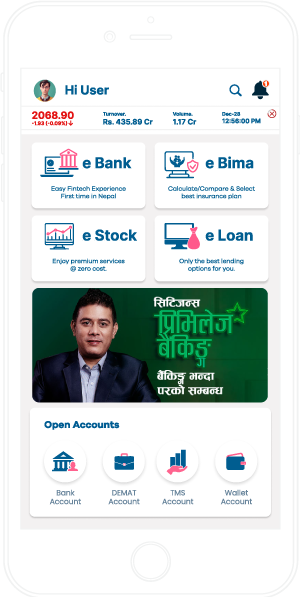 Hi User
1
2068.90
-1.93 (-0.09%)
Turnover.
Rs. 435.89 Cr
Volume.
1.17 Cr
Dec-28
12:56:00 PM
e Bank
Easy Fintech Experience
First time in Nepal
e Bima
Calculate/Compare & Select
best insurance plan
e Stock
Enjoy premium services
@ zero cost.
e Loan
Only the best lending
options for you.
सिटिजन्स
प्रिमिलेज
बैंकिङ्ग
बैंकिङ्ग भन्दा
परको सम्बन्ध
Open Accounts
Bank
Account
DEMAT
Account
TMS
Account
Wallet
Account